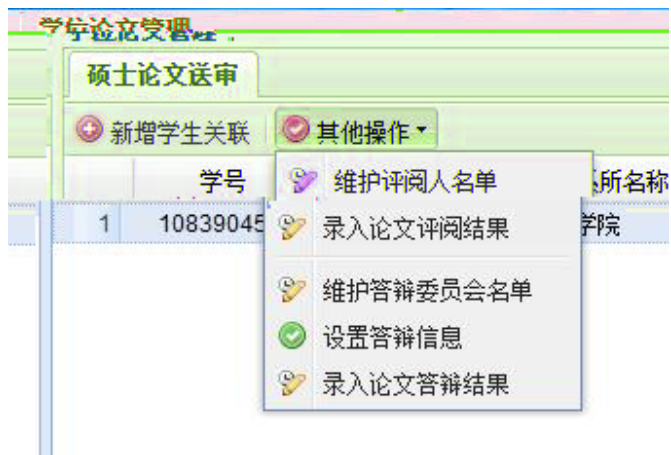 硕士论文送审
新增学生关联 其他操作
学号 所名称
1 10839045 学院
维护评阅人名单
录入论文评阅结果
维护答辩委员会名单
设置答辩信息
录入论文答辩结果